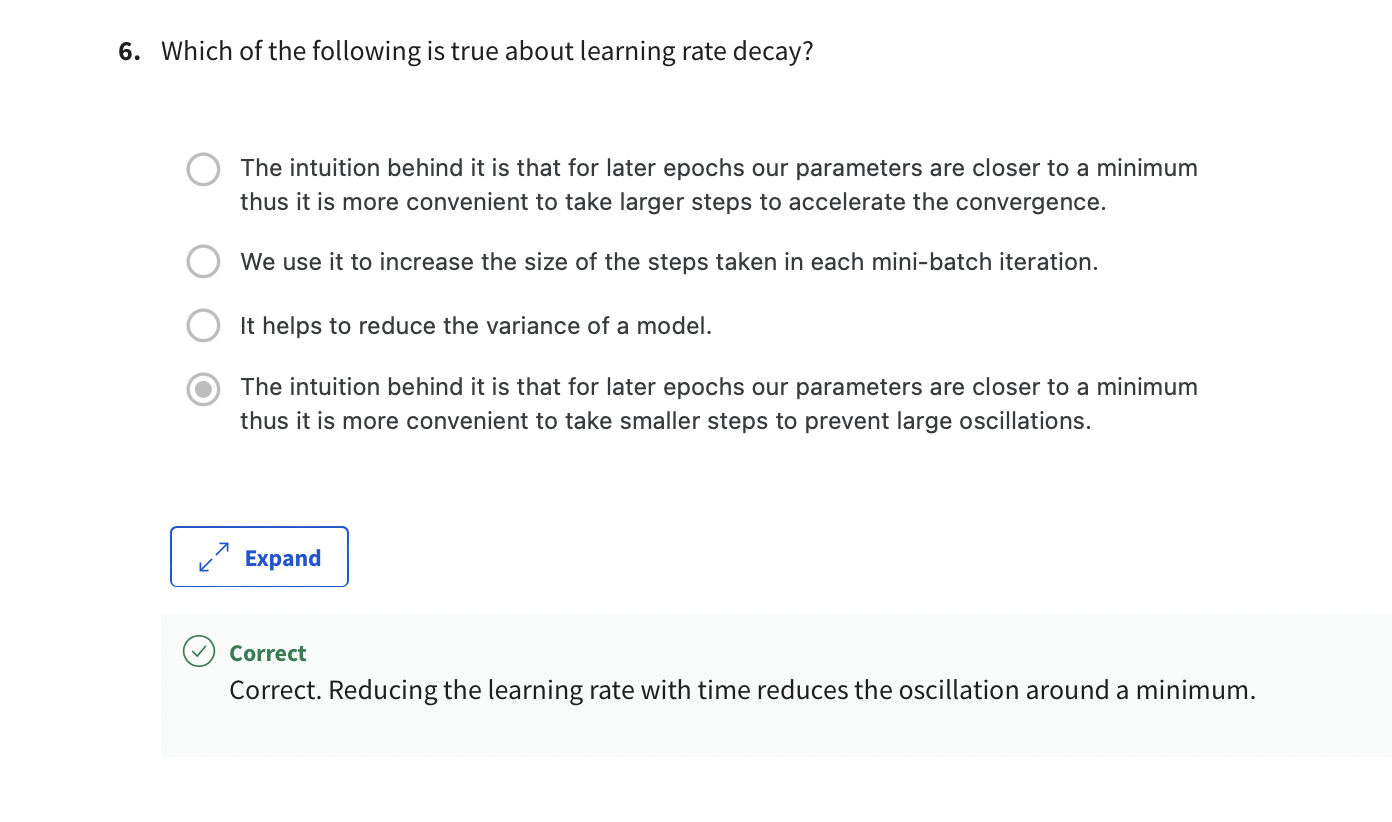 6. Which of the following is true about learning rate decay?
The intuition behind it is that for later epochs our parameters are closer to a minimum
thus it is more convenient to take larger steps to accelerate the convergence.
We use it to increase the size of the steps taken in each mini-batch iteration.
It helps to reduce the variance of a model.
The intuition behind it is that for later epochs our parameters are closer to a minimum
thus it is more convenient to take smaller steps to prevent large oscillations.
Expand
Correct
Correct. Reducing the learning rate with time reduces the oscillation around a minimum.